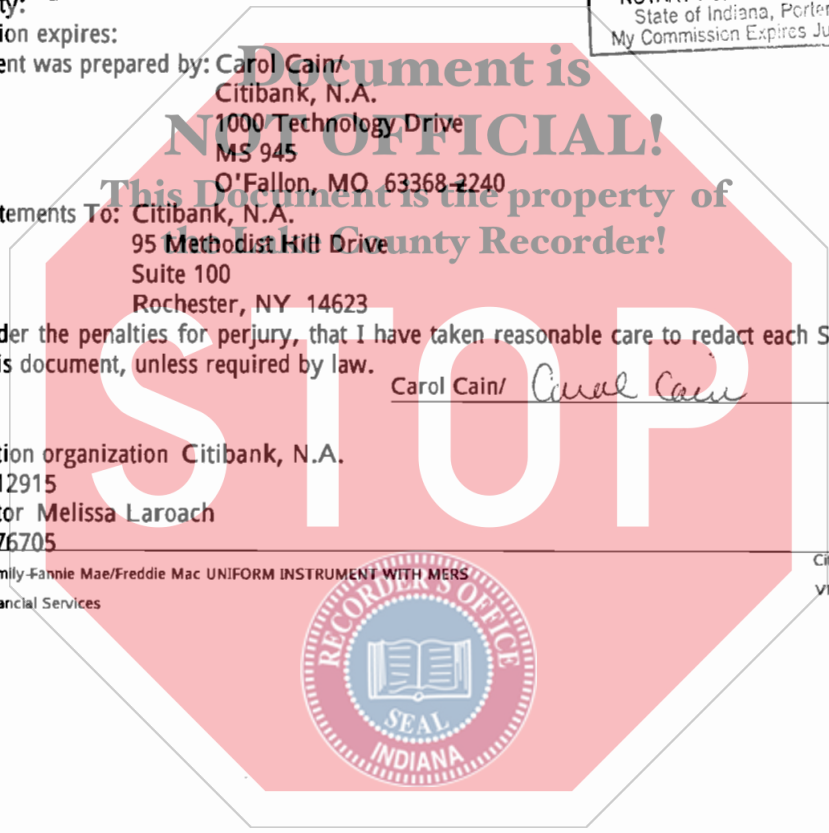 ty:
State of Indiana, Porter
ion expires:
My Commission Expires Ju
ent was prepared by: Carol Cain/
Document is
Citibank, N.A.
1000 Technology Drive
NOT OFFICIAL!
MS 945
O'Fallon, MO 63368-2240
This Document is the property of
tements To: Citibank, N.A.
95 Methodist Hill Drive
the Lake County Recorder!
Suite 100
Rochester, NY 14623
der the penalties for perjury, that I have taken reasonable care to redact each S
is document, unless required by law.
Carol Cain/ Carol Cain
STOP
tion organization Citibank, N.A.
12915
tor Melissa Laroach
76705
mily-Fannie Mae/Freddie Mac UNIFORM INSTRUMENT WITH MERS
Ci
ancial Services
VI
RECORDER'S OFFICE
SEAL
INDIANA